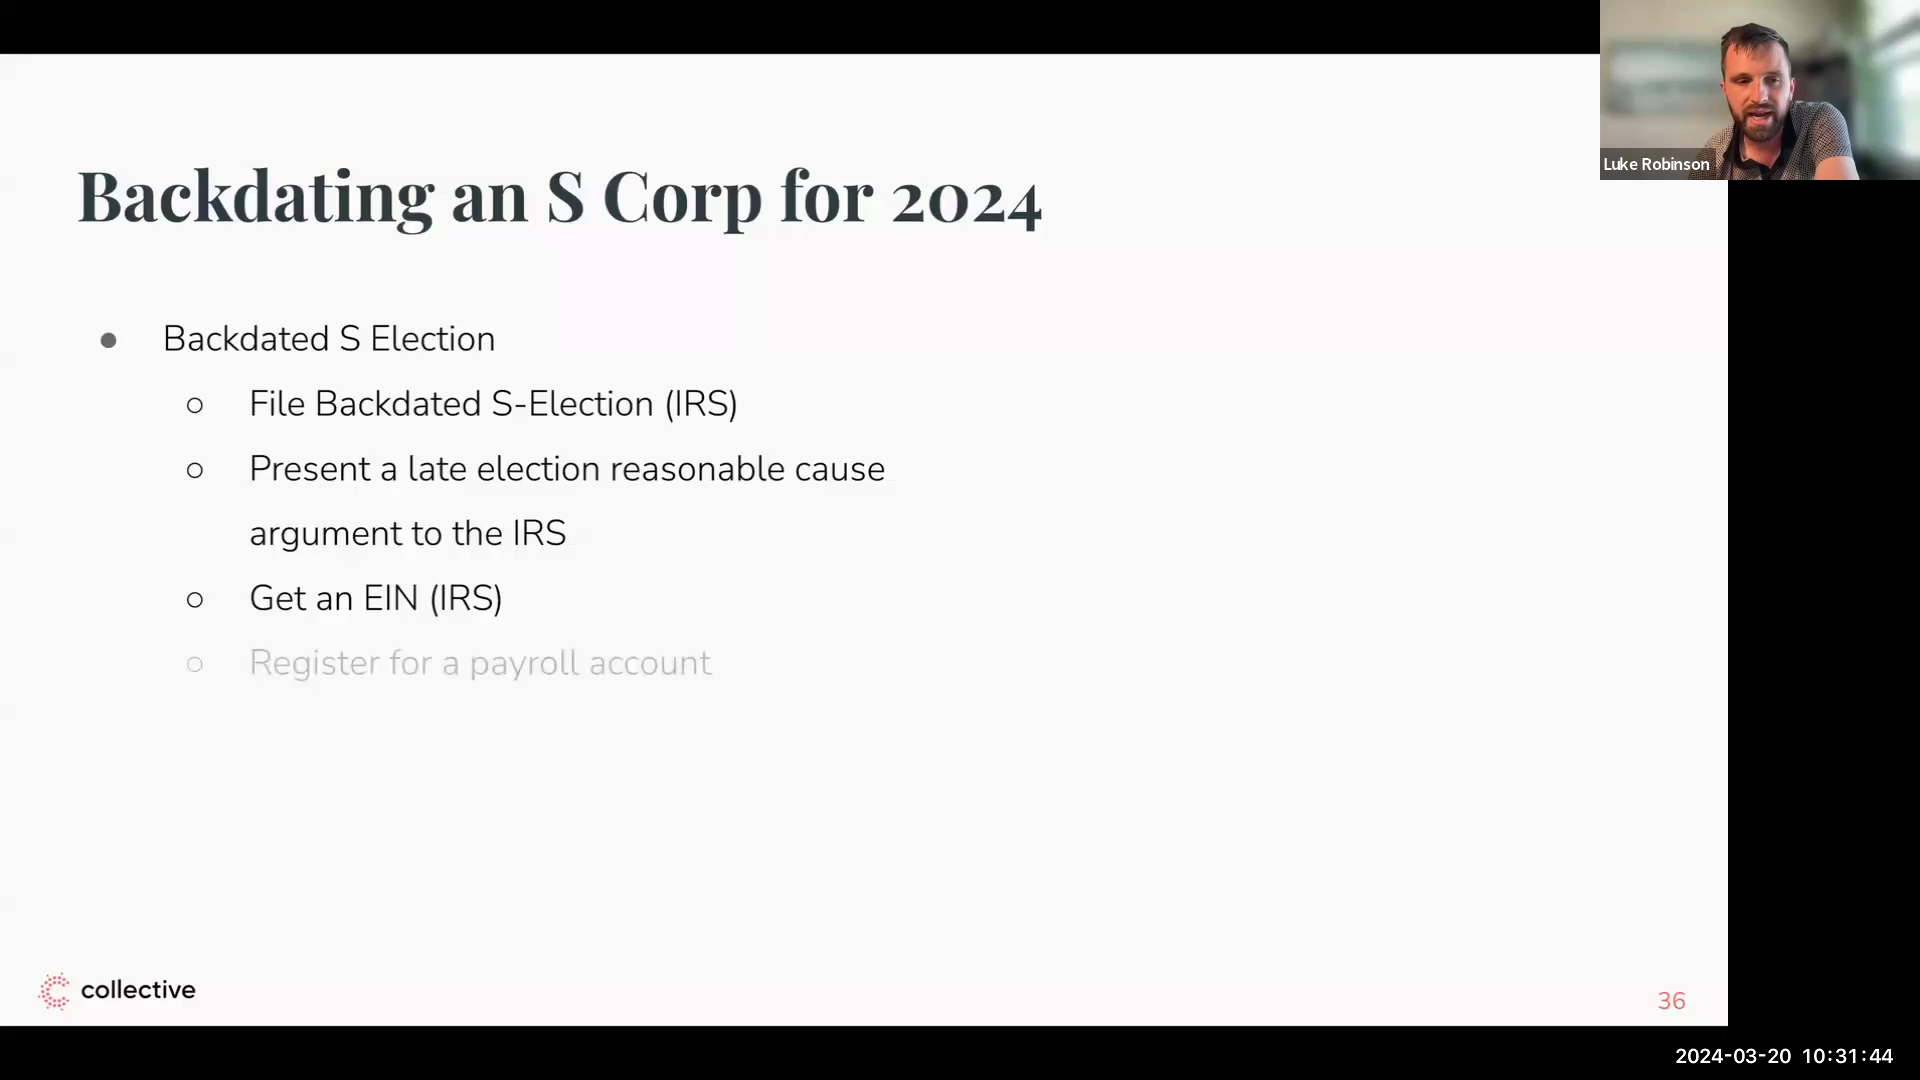 Luke Robinson
Backdating an S Corp for 2024
● Backdated S Election
○ File Backdated S-Election (IRS)
○ Present a late election reasonable cause
argument to the IRS
○ Get an EIN (IRS)
○ Register for a payroll account
collective
36
2024-03-20 10:31:44